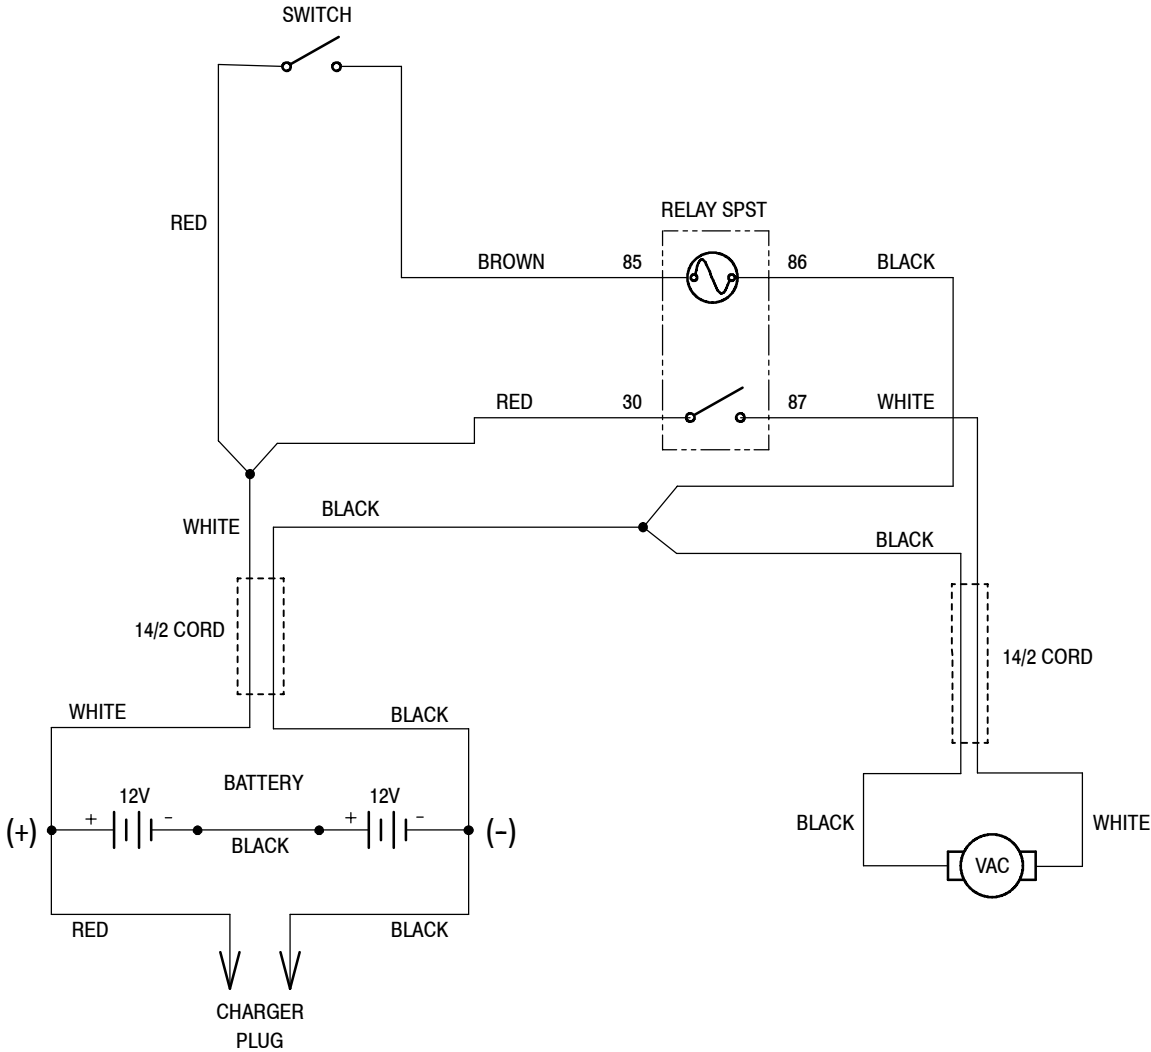 SWITCH
RED
RELAY SPST
BROWN 85 86 BLACK
RED 30 87 WHITE
WHITE
BLACK
BLACK
14/2 CORD
14/2 CORD
WHITE
BLACK
BATTERY
12V
12V
+ -
+ -
(+)
(-)
BLACK
BLACK
WHITE
VAC
RED
BLACK
CHARGER
PLUG